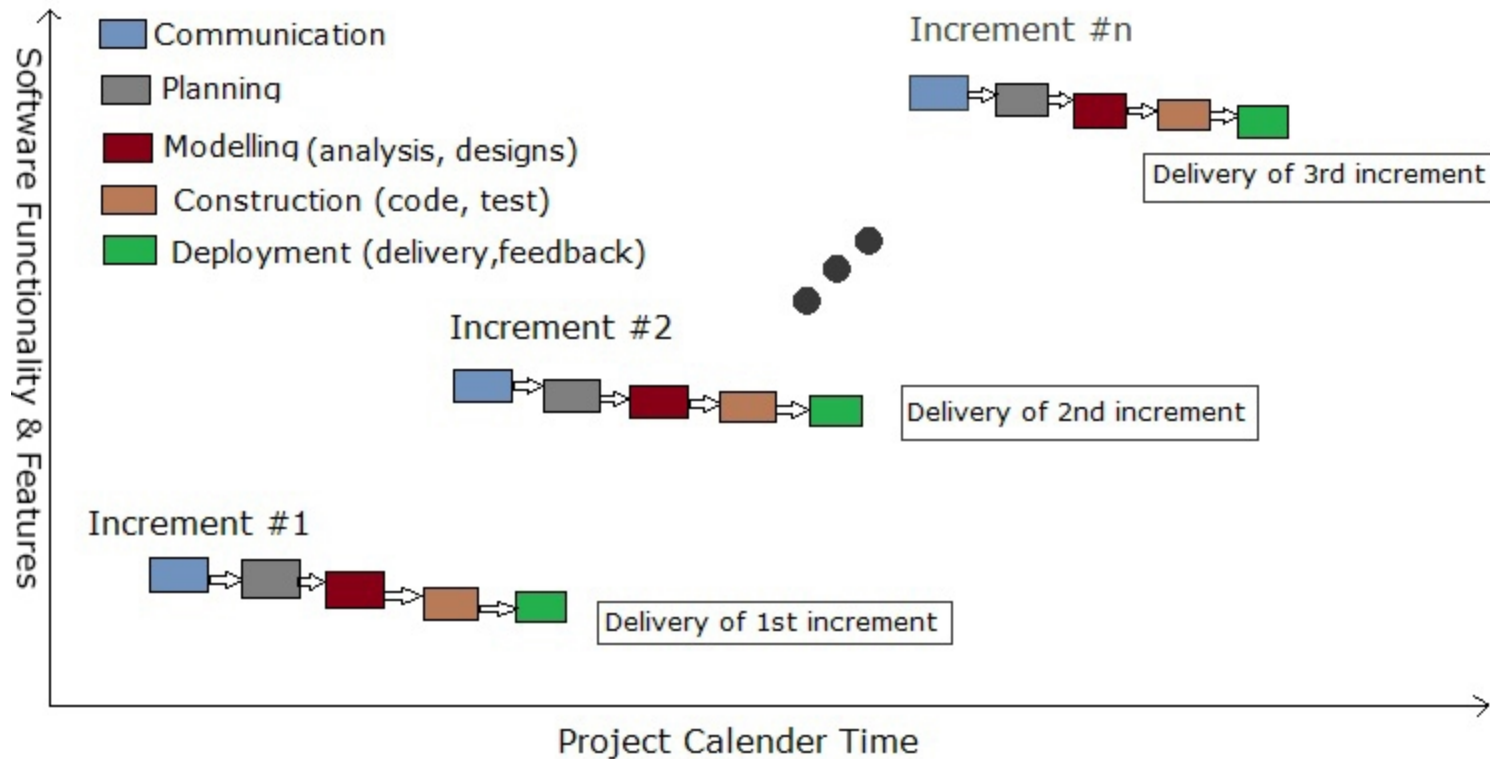 Software Functionality & Features
Communication
Planning
Modelling (analysis, designs)
Construction (code, test)
Deployment (delivery,feedback)
Increment #n
Delivery of 3rd increment
Increment #2
Delivery of 2nd increment
Increment #1
Delivery of 1st increment
Project Calender Time